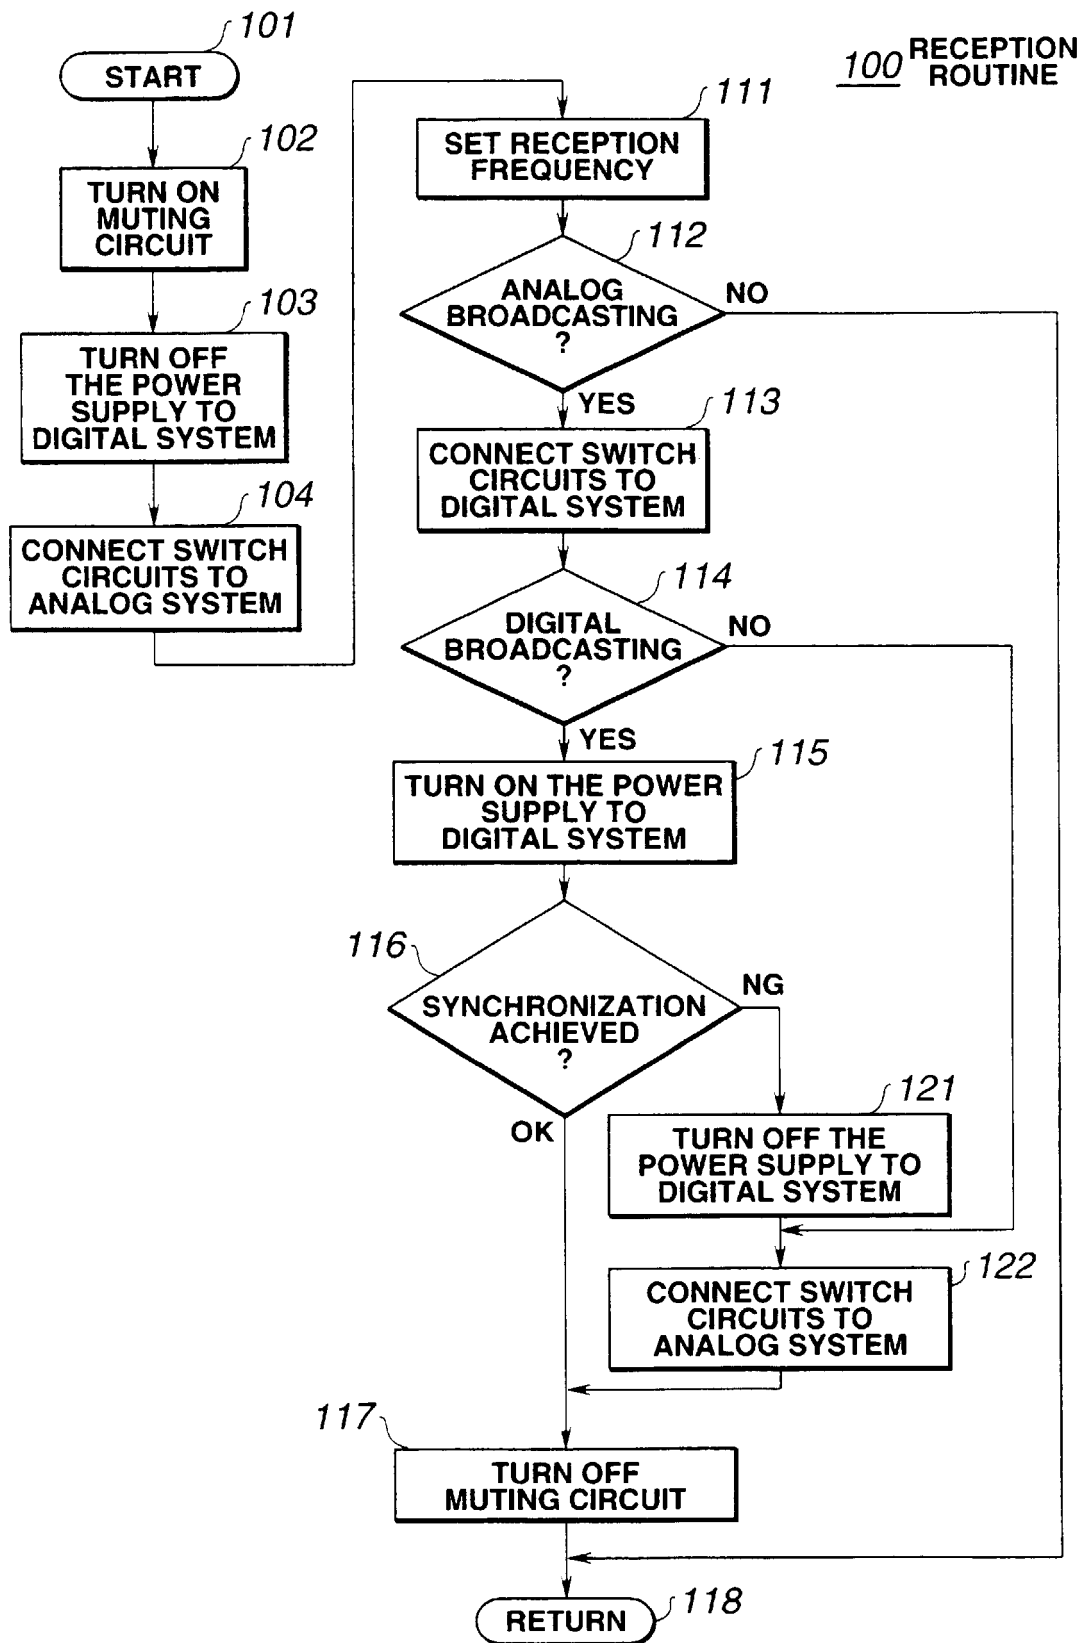 100 RECEPTION
ROUTINE
101
START
102
TURN ON
MUTING
CIRCUIT
103
TURN OFF
THE POWER
SUPPLY TO
DIGITAL SYSTEM
104
CONNECT SWITCH
CIRCUITS TO
ANALOG SYSTEM
111
SET RECEPTION
FREQUENCY
112
ANALOG
BROADCASTING
?
NO
YES
113
CONNECT SWITCH
CIRCUITS TO
DIGITAL SYSTEM
114
DIGITAL
BROADCASTING
?
NO
YES
115
TURN ON THE POWER
SUPPLY TO
DIGITAL SYSTEM
116
SYNCHRONIZATION
ACHIEVED
?
NG
OK
121
TURN OFF THE
POWER SUPPLY TO
DIGITAL SYSTEM
122
CONNECT SWITCH
CIRCUITS TO
ANALOG SYSTEM
117
TURN OFF
MUTING CIRCUIT
RETURN
118